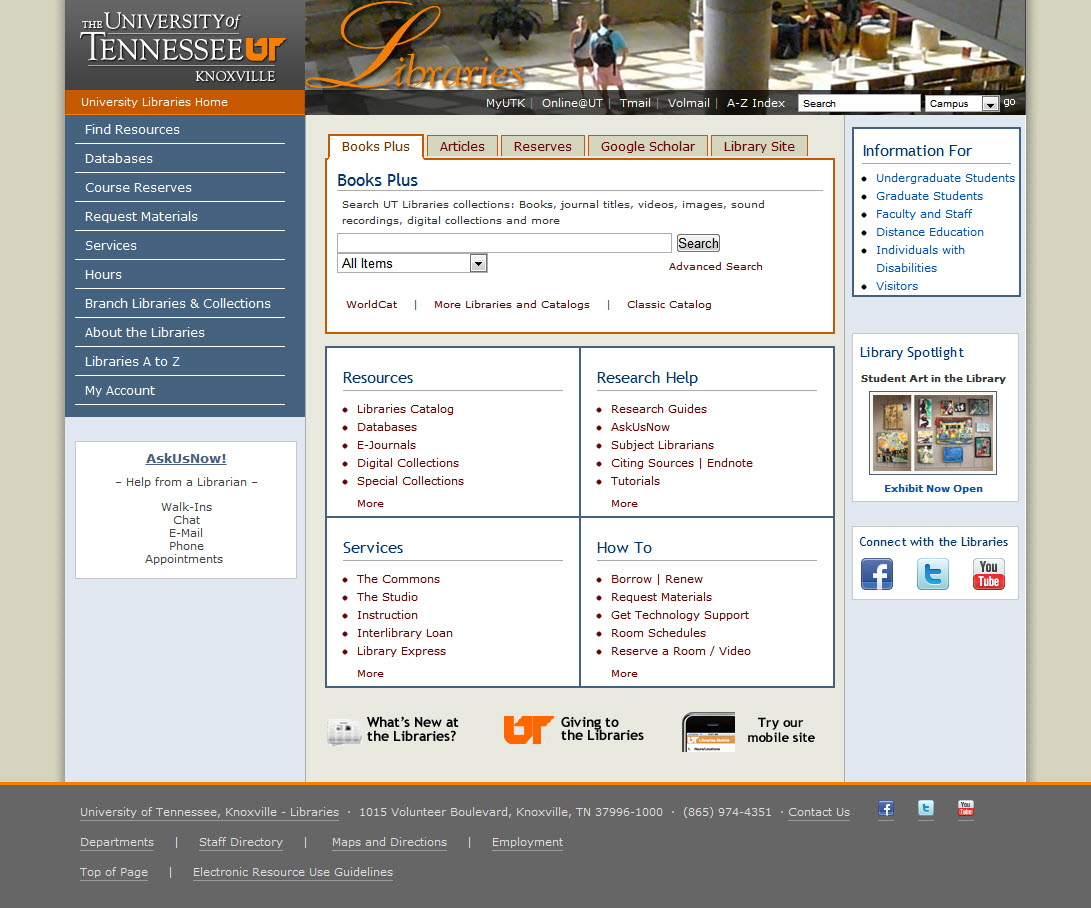 THE UNIVERSITY of
TENNESSEE UT
KNOXVILLE
Libraries
University Libraries Home
MyUTK | Online@UT | Tmail | Volmail | A-Z Index Search Campus go
Find Resources
Databases
Course Reserves
Request Materials
Services
Hours
Branch Libraries & Collections
About the Libraries
Libraries A to Z
My Account
AskUsNow!
– Help from a Librarian –
Walk-Ins
Chat
E-Mail
Phone
Appointments
Books Plus Articles Reserves Google Scholar Library Site
Books Plus
Search UT Libraries collections: Books, journal titles, videos, images, sound
recordings, digital collections and more
Search
All Items
Advanced Search
WorldCat | More Libraries and Catalogs | Classic Catalog
Resources
Libraries Catalog
Databases
E-Journals
Digital Collections
Special Collections
More
Research Help
Research Guides
AskUsNow
Subject Librarians
Citing Sources | Endnote
Tutorials
More
Services
The Commons
The Studio
Instruction
Interlibrary Loan
Library Express
More
How To
Borrow | Renew
Request Materials
Get Technology Support
Room Schedules
Reserve a Room / Video
More
What's New at
the Libraries?
UT
Giving to
the Libraries
Try our
mobile site
Information For
Undergraduate Students
Graduate Students
Faculty and Staff
Distance Education
Individuals with
Disabilities
Visitors
Library Spotlight
Student Art in the Library
Exhibit Now Open
Connect with the Libraries
You
Tube
University of Tennessee, Knoxville - Libraries · 1015 Volunteer Boulevard, Knoxville, TN 37996-1000 · (865) 974-4351 · Contact Us
You
Tube
Departments | Staff Directory | Maps and Directions | Employment
Top of Page | Electronic Resource Use Guidelines